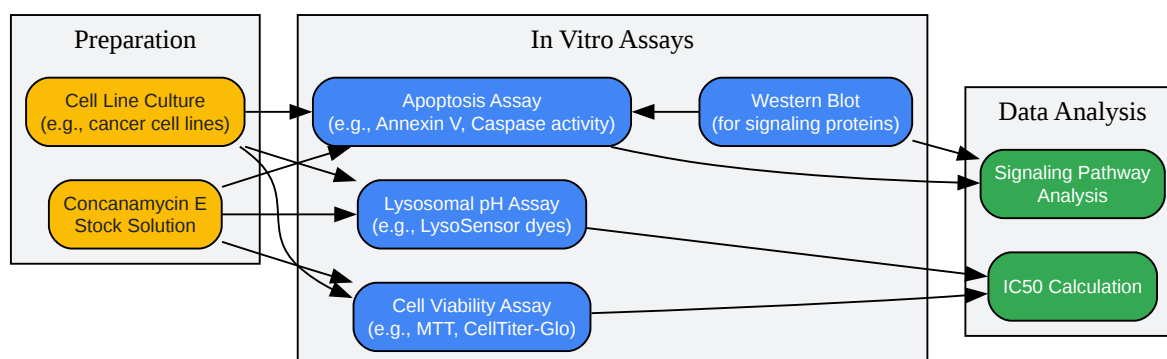 Preparation
Cell Line Culture
(e.g., cancer cell lines)
Concanamycin E
Stock Solution
In Vitro Assays
Apoptosis Assay
(e.g., Annexin V, Caspase activity)
Western Blot
(for signaling proteins)
Lysosomal pH Assay
(e.g., LysoSensor dyes)
Cell Viability Assay
(e.g., MTT, CellTiter-Glo
Data Analysis
Signaling Pathway
Analysis
IC50 Calculation